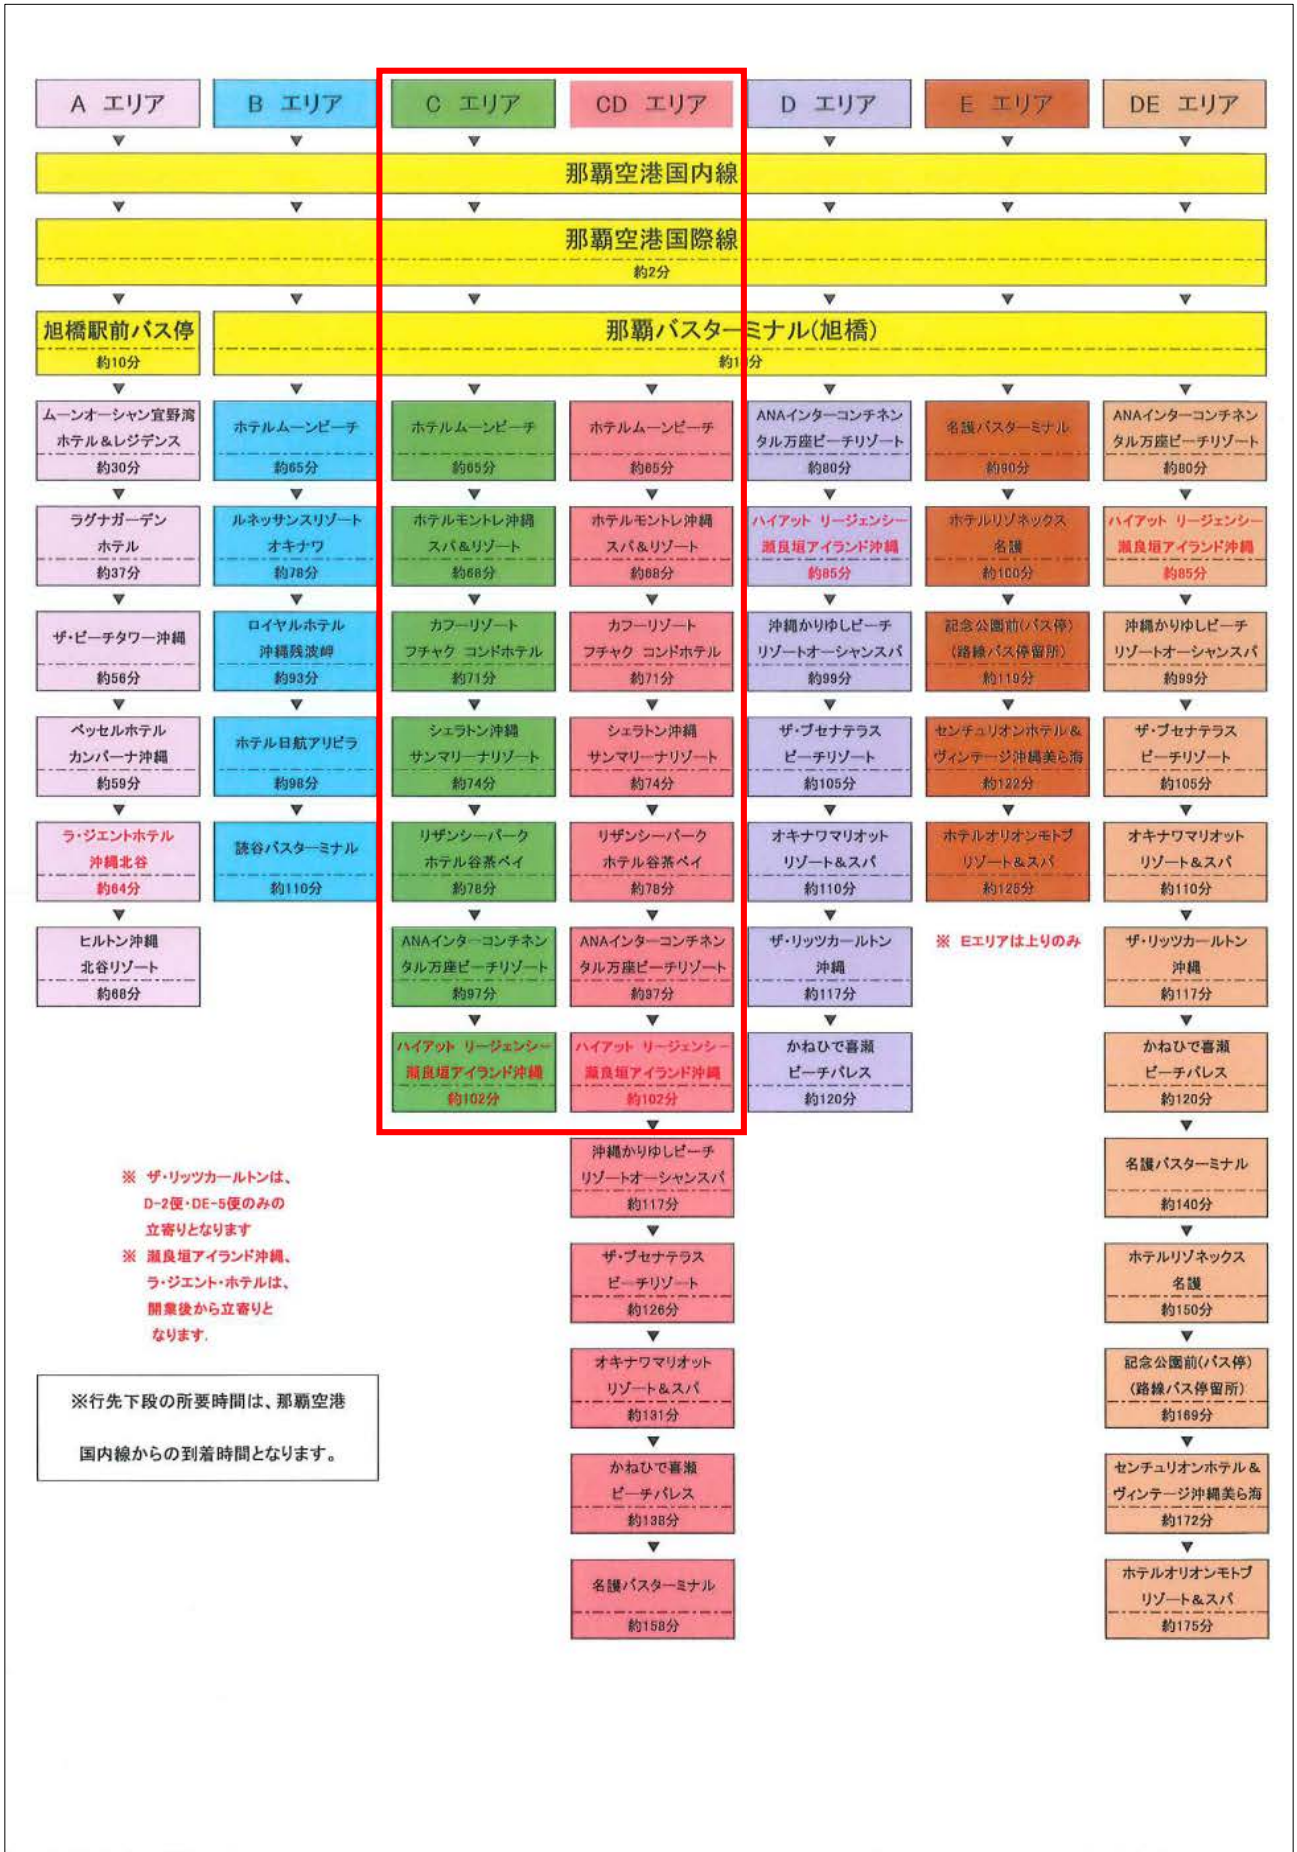 A エリア
B エリア
C エリア
CD エリア
D エリア
E エリア
DE エリア
那覇空港国内線
那覇空港国際線
約2分
旭橋駅前バス停
約10分
那覇バスターミナル(旭橋)
ムーンオーシャン宜野湾
ホテル&レジデンス
約30分
ラグナガーデン
ホテル
約37分
ザ・ビーチタワー沖縄
約56分
ベッセルホテル
カンパーナ沖縄
約59分
ラ・ジェントホテル
沖縄北谷
約64分
ヒルトン沖縄
北谷リゾート
約68分
ホテルムーンビーチ
約65分
ルネッサンスリゾート
オキナワ
約78分
ロイヤルホテル
沖縄残波岬
約93分
ホテル日航アリビラ
約98分
読谷バスターミナル
約110分
ホテルムーンビーチ
約65分
ホテルモントレ沖縄
スパ&リゾート
約68分
カフーリゾート
フチャク コンドホテル
約71分
シェラトン沖縄
サンマリーナリゾート
約74分
リザンシーパーク
ホテル谷茶ベイ
約78分
ANAインターコンチネン
タル万座ビーチリゾート
約97分
ハイアット リージェンシー
瀬良垣アイランド沖縄
約102分
ホテルムーンビーチ
約65分
ホテルモントレ沖縄
スパ&リゾート
約68分
カフーリゾート
フチャク コンドホテル
約71分
シェラトン沖縄
サンマリーナリゾート
約74分
リザンシーパーク
ホテル谷茶ベイ
約78分
ANAインターコンチネン
タル万座ビーチリゾート
約97分
ハイアット リージェンシー
瀬良垣アイランド沖縄
約102分
沖縄かりゆしビーチ
リゾートオーシャンスパ
約117分
ザ・ブセナテラス
ビーチリゾート
約126分
オキナワマリオット
リゾート&スパ
約131分
かねひで喜瀬
ビーチパレス
約138分
名護バスターミナル
約158分
ANAインターコンチネン
タル万座ビーチリゾート
約80分
ハイアット リージェンシー
瀬良垣アイランド沖縄
約85分
沖縄かりゆしビーチ
リゾートオーシャンスパ
約99分
ザ・ブセナテラス
ビーチリゾート
約105分
オキナワマリオット
リゾート&スパ
約110分
ザ・リッツカールトン
沖縄
約117分
かねひで喜瀬
ビーチパレス
約120分
名護バスターミナル
約90分
ホテルリゾネックス
名護
約100分
記念公園前(バス停)
(路線バス停留所)
約119分
センチュリオンホテル&
ヴィンテージ沖縄美ら海
約122分
ホテルオリオンモトブ
リゾート&スパ
約125分
※ Eエリアは上りのみ
ANAインターコンチネン
タル万座ビーチリゾート
約80分
ハイアット リージェンシー
瀬良垣アイランド沖縄
約85分
沖縄かりゆしビーチ
リゾートオーシャンスパ
約99分
ザ・ブセナテラス
ビーチリゾート
約105分
オキナワマリオット
リゾート&スパ
約110分
ザ・リッツカールトン
沖縄
約117分
かねひで喜瀬
ビーチパレス
約120分
名護バスターミナル
約140分
ホテルリゾネックス
名護
約150分
記念公園前(バス停)
(路線バス停留所)
約169分
センチュリオンホテル&
ヴィンテージ沖縄美ら海
約172分
ホテルオリオンモトブ
リゾート&スパ
約175分
※ ザ・リッツカールトンは、
D-2便・DE-5便のみの
立寄りとなります
※ 瀬良垣アイランド沖縄、
ラ・ジェント・ホテルは、
開業後から立寄りと
なります.
※行先下段の所要時間は、那覇空港
国内線からの到着時間となります。